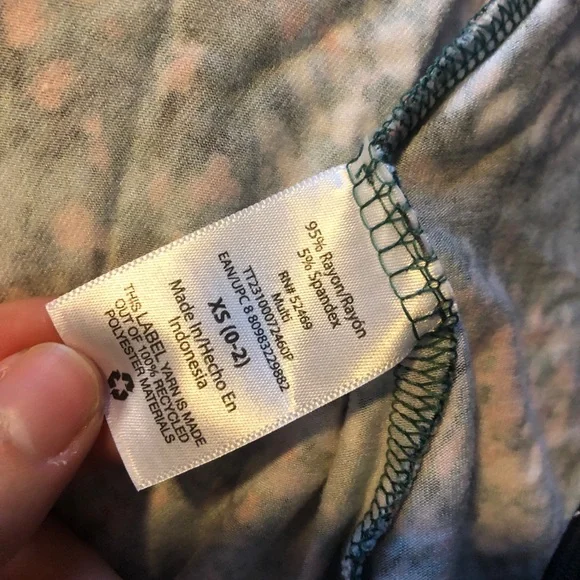 95% Rayon/Rayón
5% Spandex
RN# 52469
Multi
TT23100072460P
EAN/UPC 8 80983229882
XS (0-2)
Made In/Hecho En
Indonesia
THIS LABEL YARN IS MADE
OUT OF 100% RECYCLED
POLYESTER MATERIALS